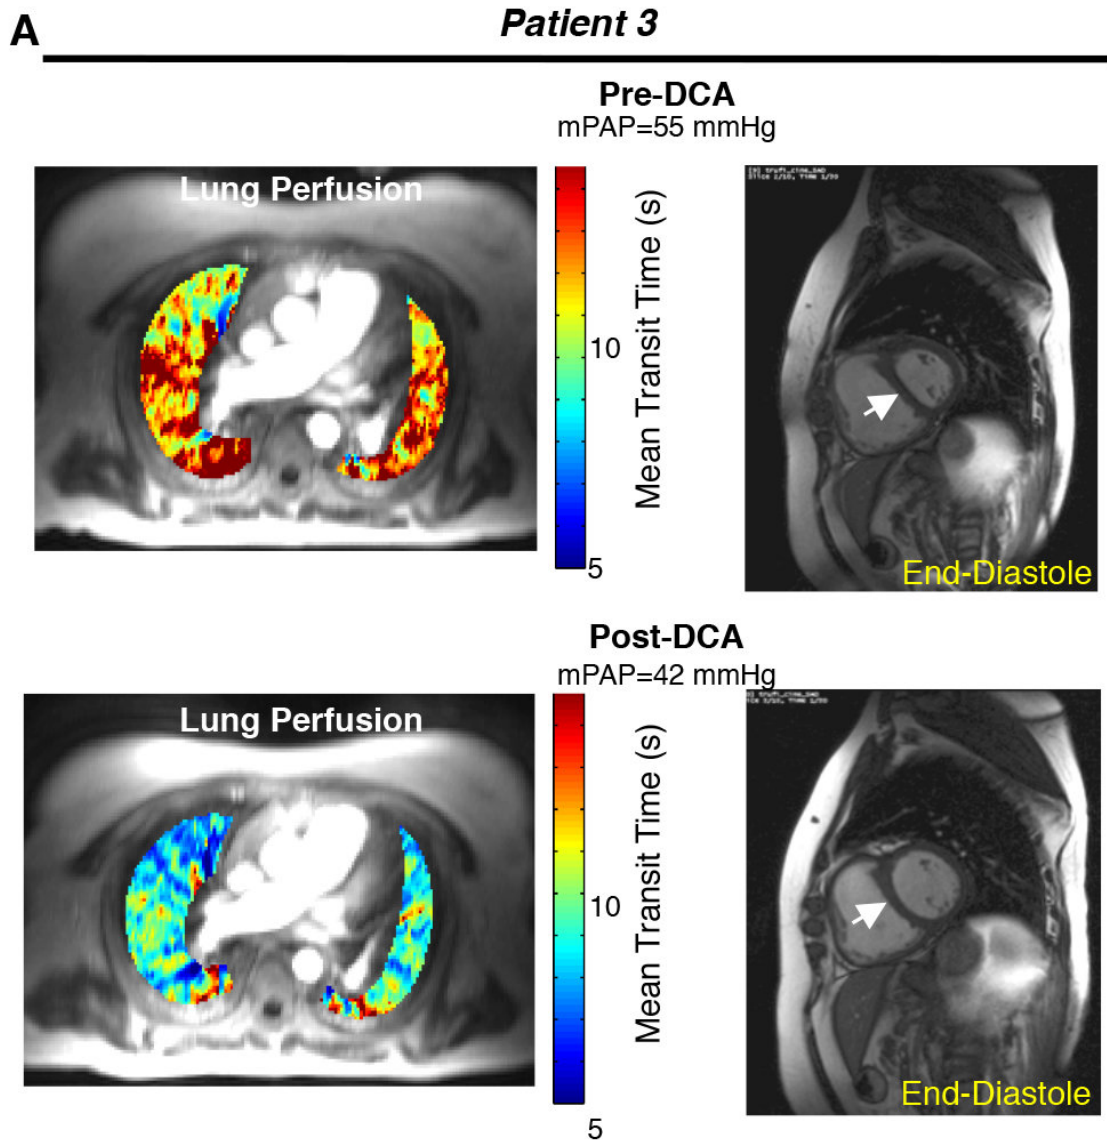 A
Patient 3
Pre-DCA
mPAP=55 mmHg
Lung Perfusion
Mean Transit Time (s)
10
5
End-Diastole
Post-DCA
mPAP=42 mmHg
Lung Perfusion
Mean Transit Time (s)
10
5
End-Diastole